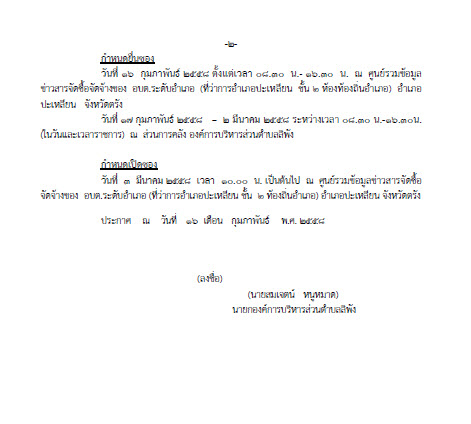 -๒-
กำหนดยื่นซอง
วันที่ ๑๖ กุมภาพันธ์ ๒๕๕๘ ตั้งแต่เวลา ๐๘.๓๐ น.- ๑๖.๓๐ น. ณ ศูนย์รวมข้อมูล
ข่าวสารจัดซื้อจัดจ้างของ อบต.ระดับอำเภอ (ที่ว่าการอำเภอปะเหลียน ชั้น ๒ ห้องท้องถิ่นอำเภอ) อำเภอ
ปะเหลียน จังหวัดตรัง
วันที่ ๑๗ กุมภาพันธ์ ๒๕๕๘ – ๒ มีนาคม ๒๕๕๘ ระหว่างเวลา ๐๘.๓๐ น.-๑๖.๓๐น.
(ในวันและเวลาราชการ) ณ ส่วนการคลัง องค์การบริหารส่วนตำบลลิพัง
กำหนดเปิดซอง
วันที่ ๓ มีนาคม ๒๕๕๘ เวลา ๑๐.๐๐ น. เป็นต้นไป ณ ศูนย์รวมข้อมูลข่าวสารจัดซื้อ
จัดจ้างของ อบต.ระดับอำเภอ (ที่ว่าการอำเภอปะเหลียน ชั้น ๒ ห้องท้องถิ่นอำเภอ) อำเภอปะเหลียน จังหวัดตรัง
ประกาศ ณ วันที่ ๑๖ เดือน กุมภาพันธ์ พ.ศ. ๒๕๕๘
(ลงชื่อ)
(นายสมเจตน์ หนูหมาด)
นายกองค์การบริหารส่วนตำบลลิพัง